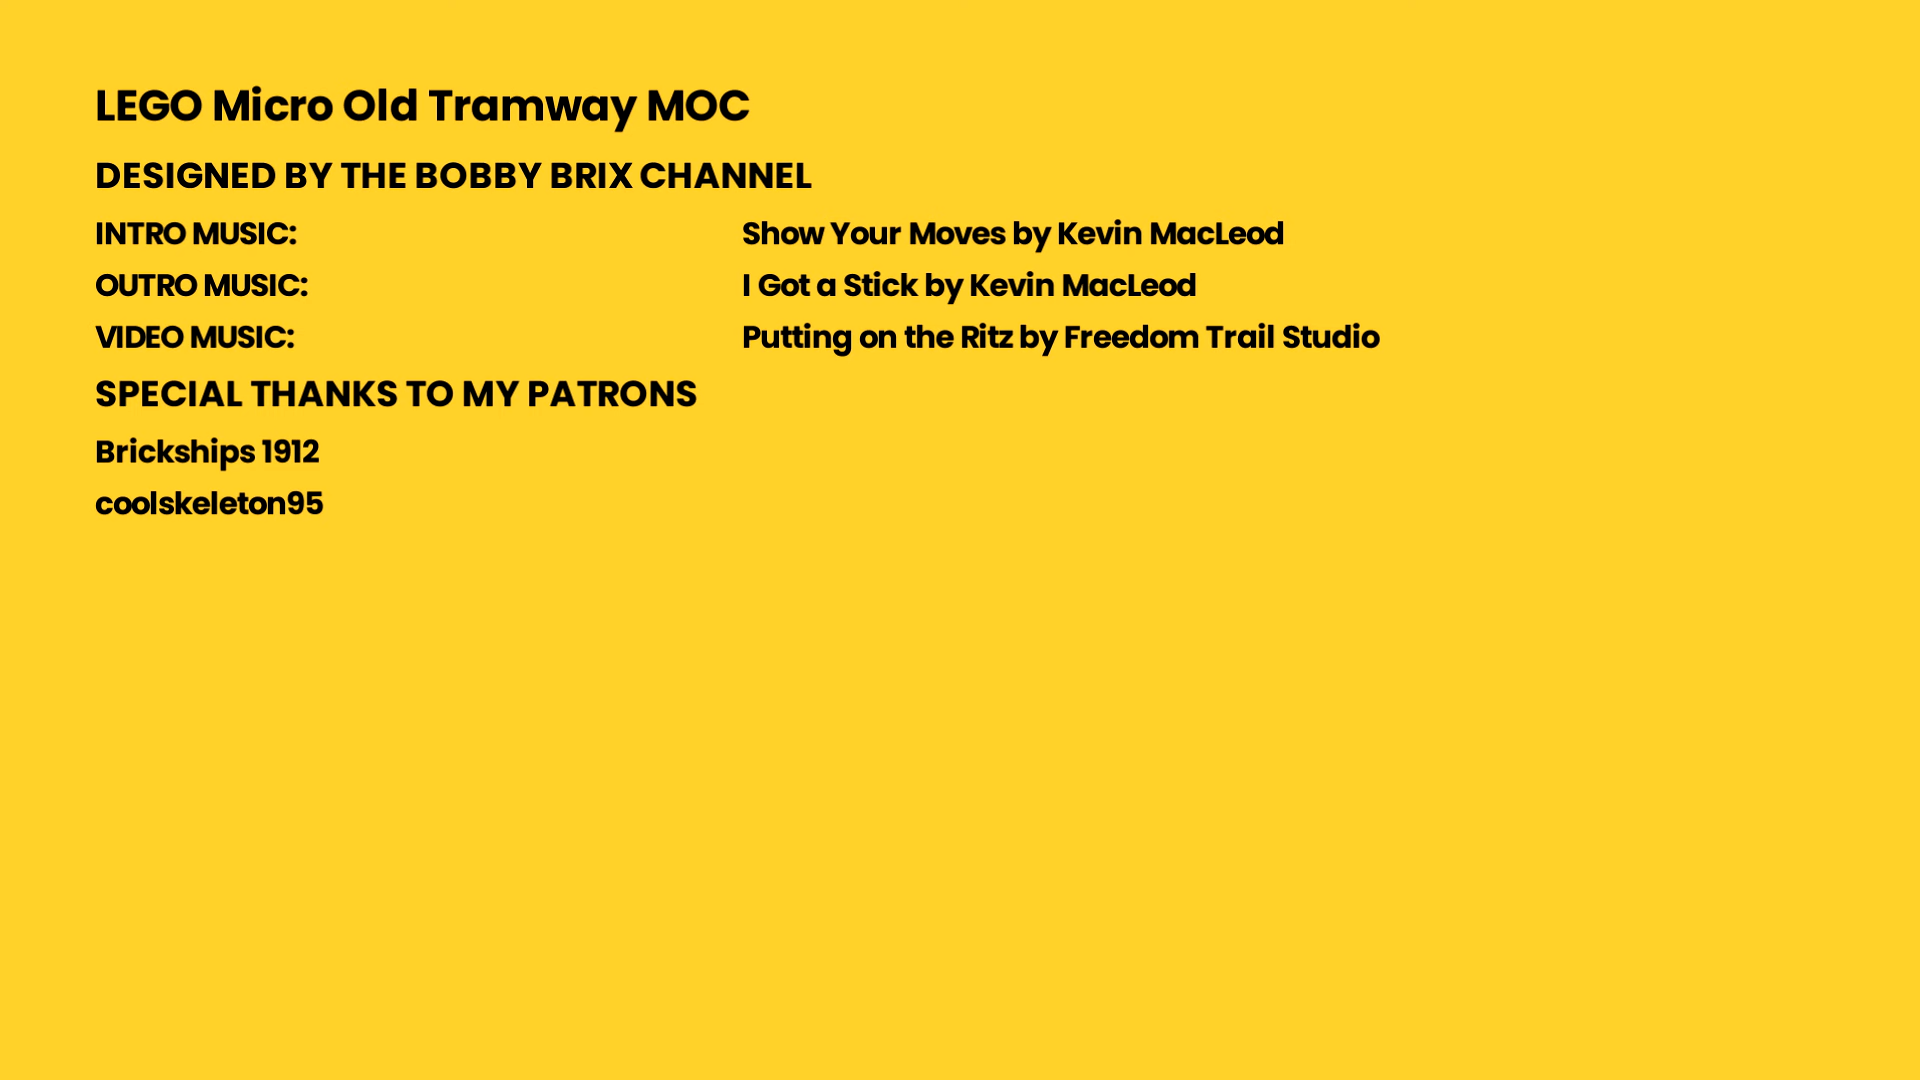 LEGO Micro Old Tramway MOC
DESIGNED BY THE BOBBY BRIX CHANNEL
INTRO MUSIC: Show Your Moves by Kevin MacLeod
OUTRO MUSIC: I Got a Stick by Kevin MacLeod
VIDEO MUSIC: Putting on the Ritz by Freedom Trail Studio
SPECIAL THANKS TO MY PATRONS
Brickships 1912
coolskeleton95